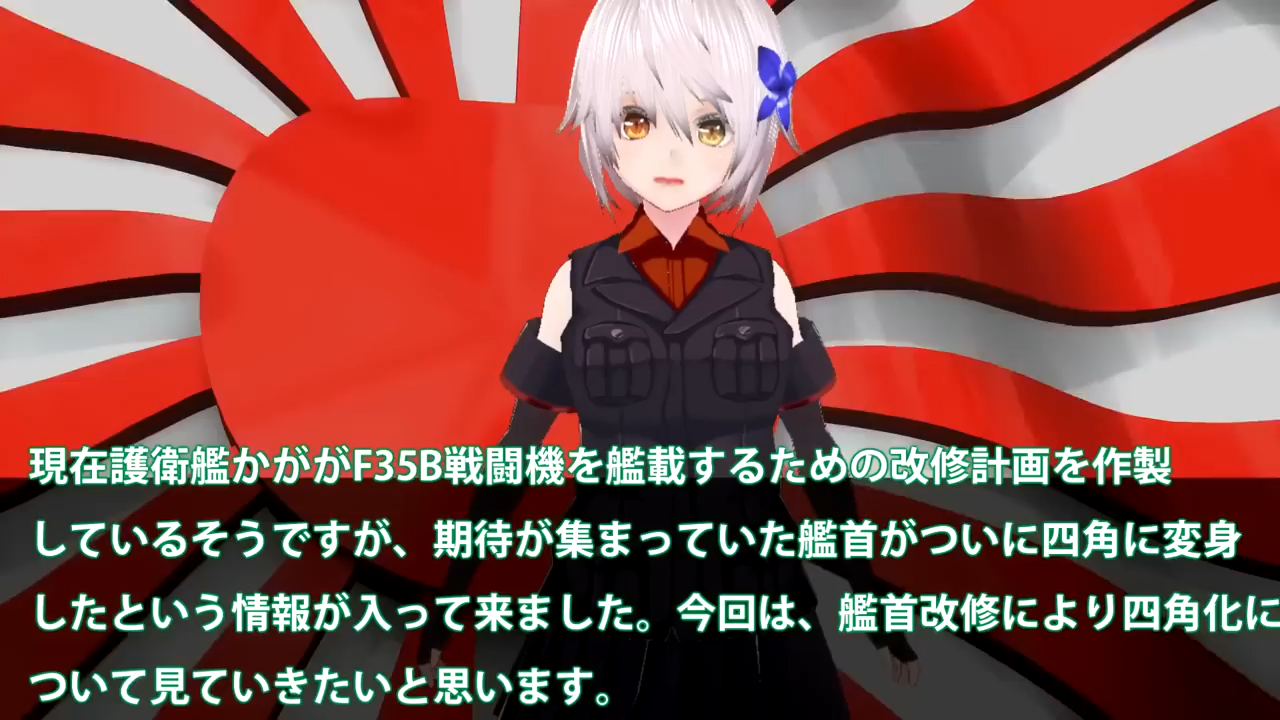 現在護衛艦かががF35B戦闘機を艦載するための改修計画を作製
しているそうですが、期待が集まっていた艦首がついに四角に変身
したという情報が入って来ました。今回は、艦首改修により四角化に
ついて見ていきたいと思います。